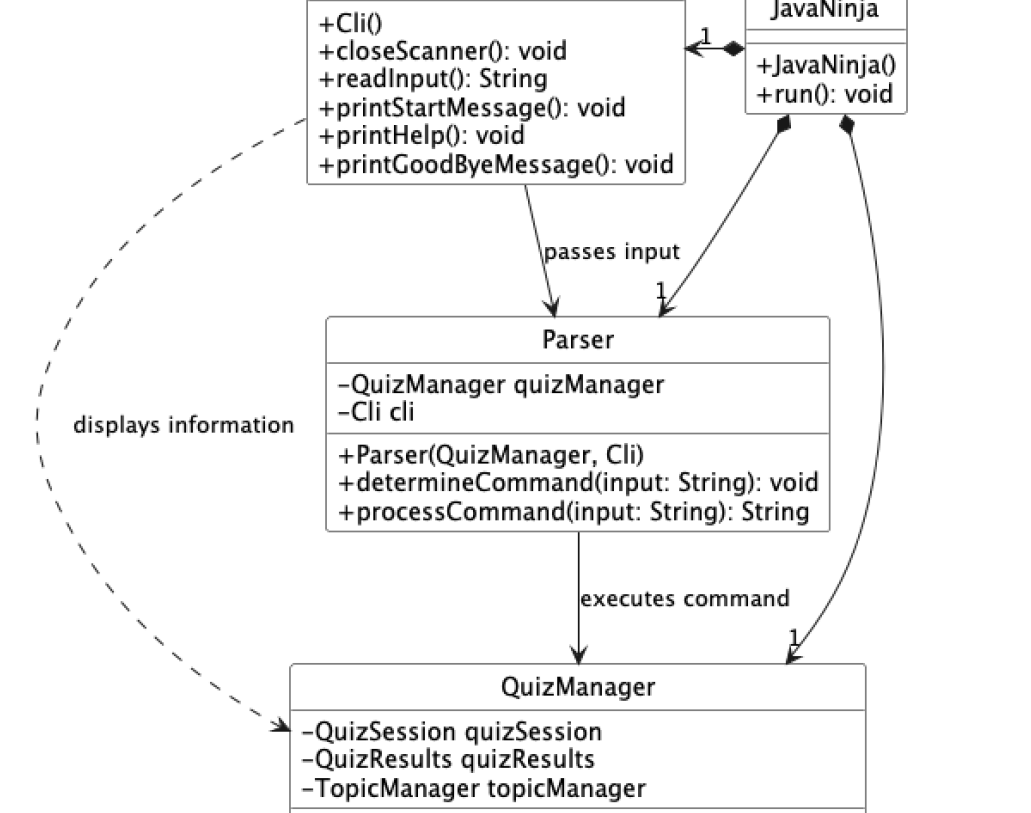 JavaNinja
+Cli()
+closeScanner(): void
+readInput(): String
+printStartMessage(): void
+printHelp(): void
+printGoodByeMessage(): void
1
+JavaNinja()
+run(): void
passes input
1
Parser
-QuizManager quizManager
-Cli cli
+Parser(QuizManager, Cli)
+determineCommand(input: String): void
+processCommand(input: String): String
displays information
executes command
1
QuizManager
-QuizSession quizSession
-QuizResults quizResults
-TopicManager topicManager